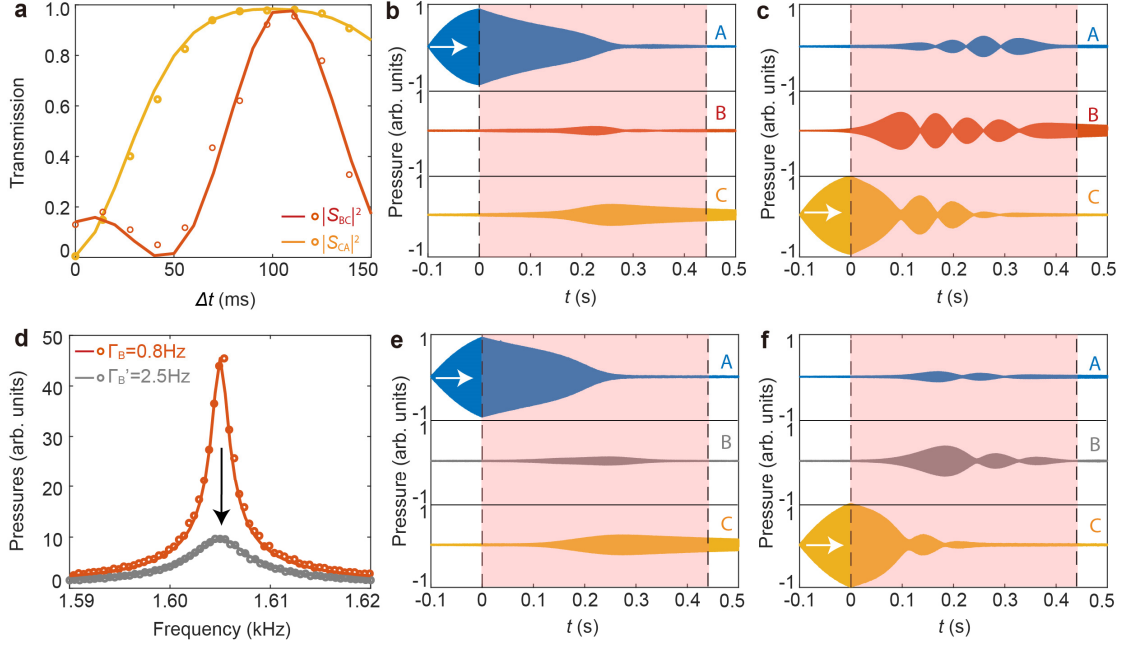 a
Transmission
1.0
0.8
0.6
0.4
0.2
0
0 50 100 150
Δt (ms)
|S_BC|²
|S_CA|²
b
Pressure (arb. units)
A
-1
1
B
-1
1
C
-1
-0.1 0 0.1 0.2 0.3 0.4 0.5
t (s)
c
Pressure (arb. units)
A
-1
1
B
-1
1
C
-1
-0.1 0 0.1 0.2 0.3 0.4 0.5
t (s)
d
Pressures (arb. units)
50
40
30
20
10
0
Γ_B=0.8Hz
Γ_B'=2.5Hz
1.59 1.60 1.61 1.62
Frequency (kHz)
e
Pressure (arb. units)
1
A
-1
1
B
-1
1
C
-1
-0.1 0 0.1 0.2 0.3 0.4 0.5
t (s)
f
Pressure (arb. units)
1
A
-1
1
B
-1
1
C
-1
-0.1 0 0.1 0.2 0.3 0.4 0.5
t (s)